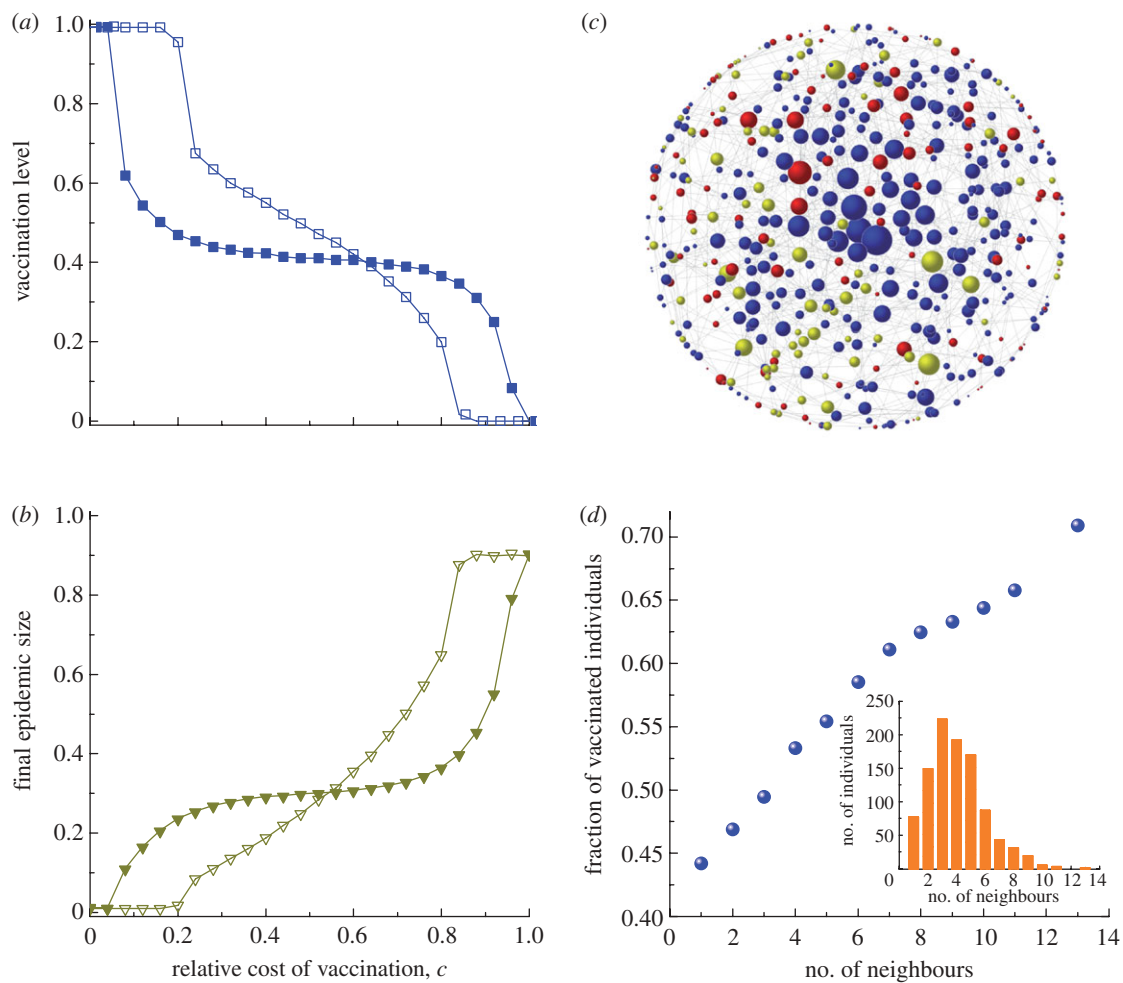 (a)
1.0
0.8
0.6
0.4
0.2
0
vaccination level
(b)
1.0
0.8
0.6
0.4
0.2
0
final epidemic size
0 0.2 0.4 0.6 0.8 1.0
relative cost of vaccination, c
(c)
(d)
0.70
0.65
0.60
0.55
0.50
0.45
0.40
fraction of vaccinated individuals
250
200
150
100
50
0 2 4 6 8 10 12 14
no. of individuals
no. of neighbours
0 2 4 6 8 10 12 14
no. of neighbours